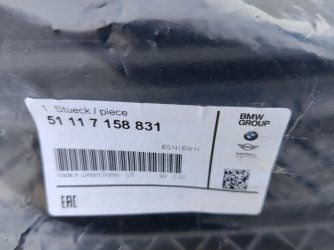 1 Stueck / piece
51 11 7 158 831
BMW
GROUP
EG N / EW N
Made in United States - US
EAC